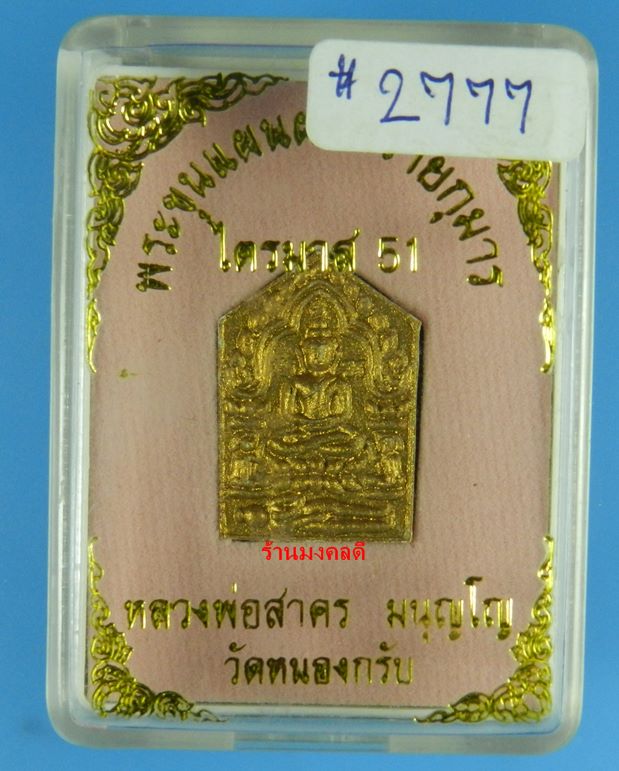 # 2777
พระขุนแผนผ ายกุมาร
ไตรมาส 51
ร้านมงคลดี
หลวงพ่อสาคร มนุญโญ
วัดหนองกรับ